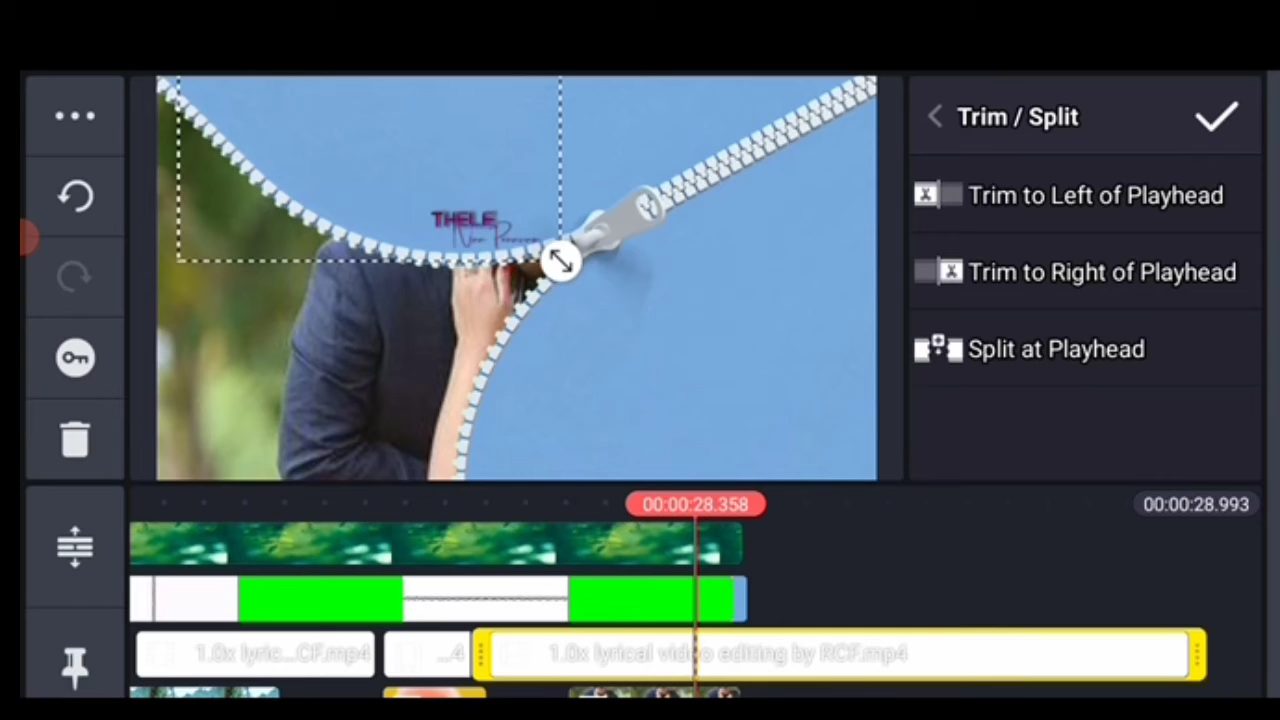 Trim / Split
Trim to Left of Playhead
Trim to Right of Playhead
Split at Playhead
THELE
00:00:28.358
00:00:28.993
1.0x lyric...CF.mp4
...4
1.0x lyrical video editing by RCF.mp4